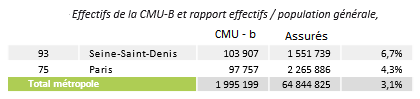 Effectifs de la CMU-B et rapport effectifs / population générale,
CMU - b Assurés
93 Seine-Saint-Denis 103 907 1 551 739 6,7%
75 Paris 97 757 2 265 886 4,3%
Total métropole 1 995 199 64 844 825 3,1%